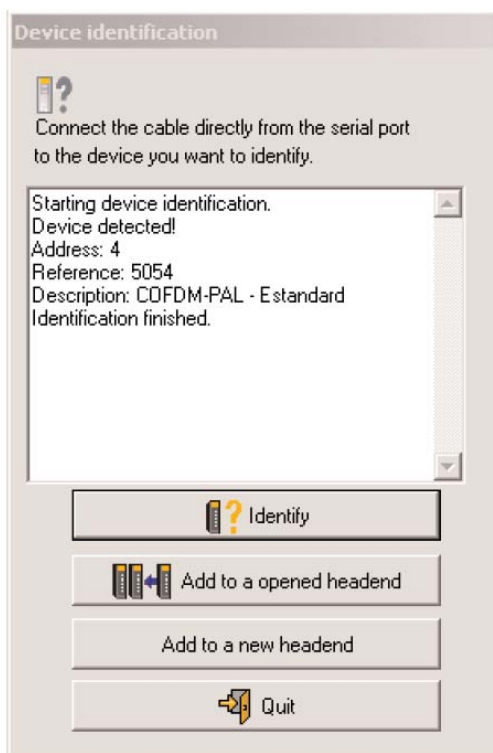 Device identification
Connect the cable directly from the serial port
to the device you want to identify.
Starting device identification.
Device detected!
Address: 4
Reference: 5054
Description: COFDM-PAL - Estandard
Identification finished.
Identify
Add to a opened headend
Add to a new headend
Quit